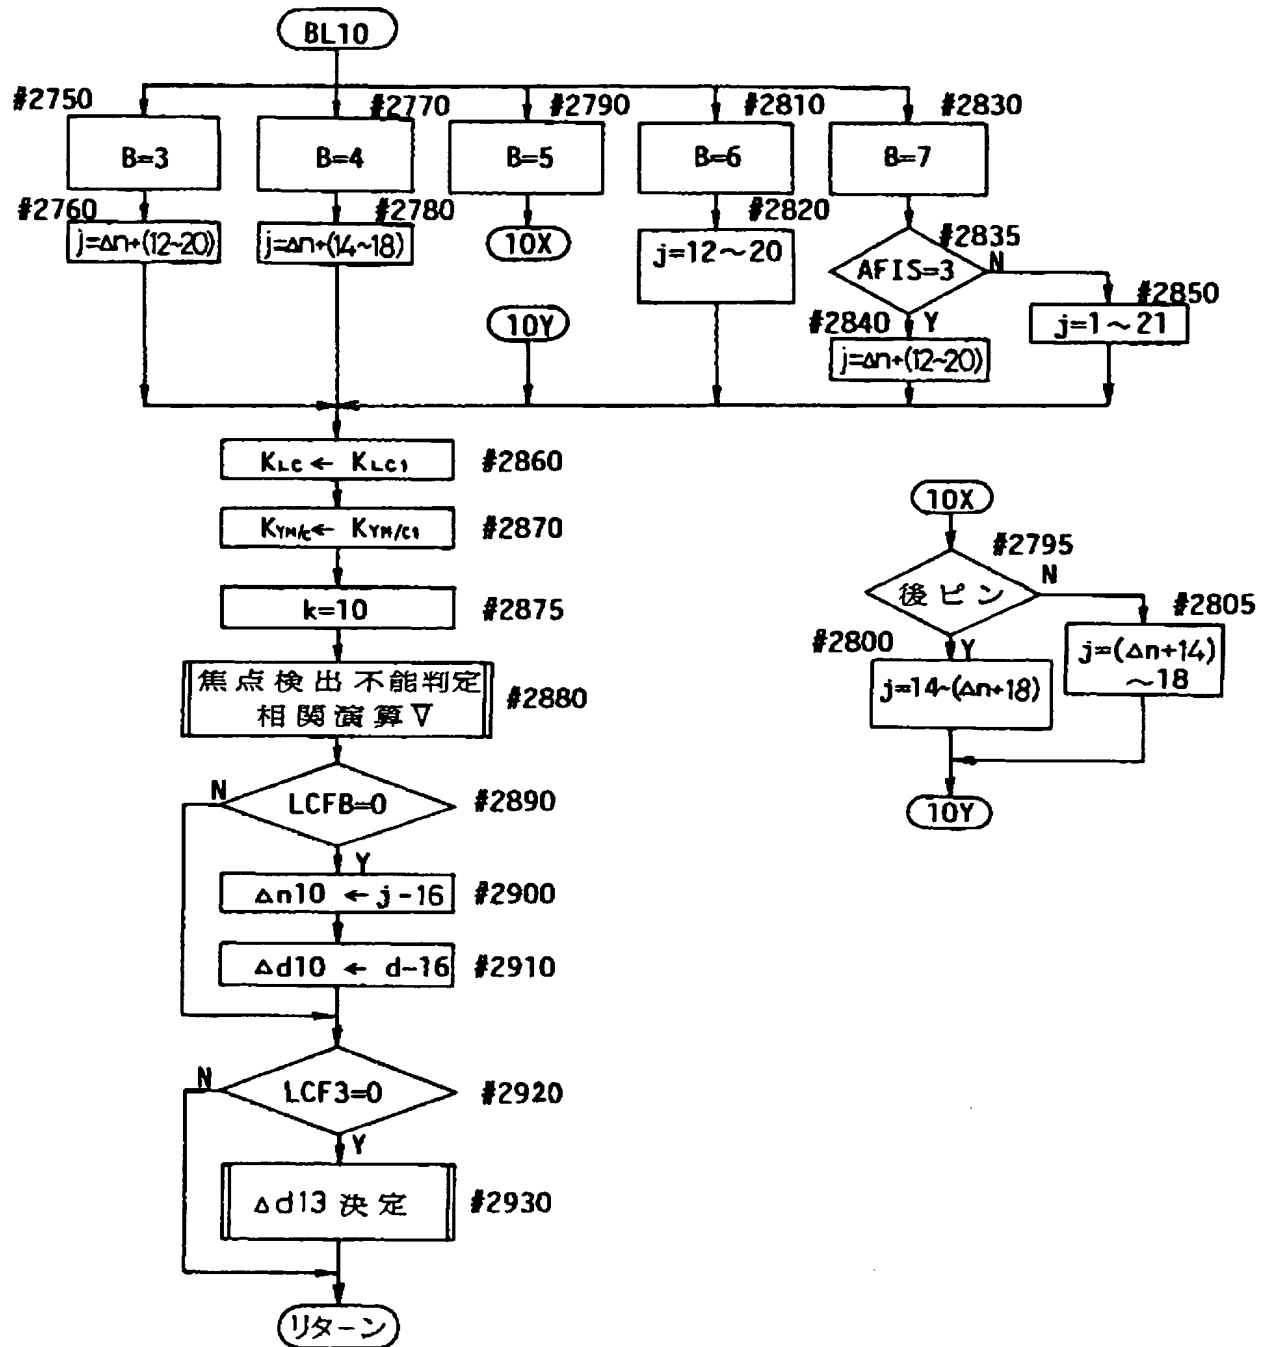 BL10
#2750
#2770
#2790
#2810
#2830
B=3
B=4
B=5
B=6
B=7
#2760
#2780
#2820
j=Δn+(12~20)
j=Δn+(14~18)
10X
j=12~20
#2835
AFIS=3
N
#2850
j=1~21
10Y
#2840
Y
j=Δn+(12~20)
KLC ← KLC1
#2860
KYM/C ← KYM/C1
#2870
k=10
#2875
焦点検出不能判定
相関演算∇
#2880
N
LCFB=0
#2890
Y
Δn10 ← j-16
#2900
Δd10 ← d-16
#2910
N
LCF3=0
#2920
Y
Δd13 決定
#2930
リターン
10X
#2795
後ピン
N
#2805
#2800
Y
j=(Δn+14)
~18
j=14~(Δn+18)
10Y